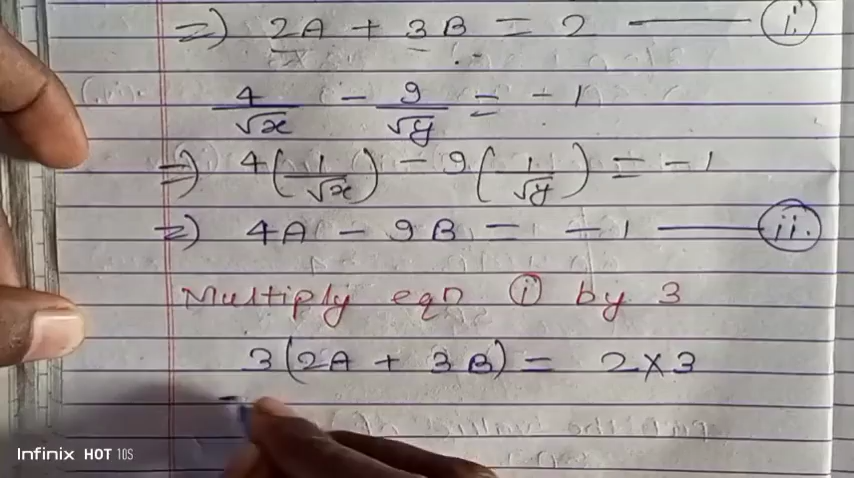 => 2A + 3B = 2 —— (i)
4/√x - 9/√y = -1
=> 4(1/√x) - 9(1/√y) = -1
=> 4A - 9B = -1 —— (ii.)
Multiply eqn (i) by 3
3(2A + 3B) = 2×3
Infinix HOT 10S